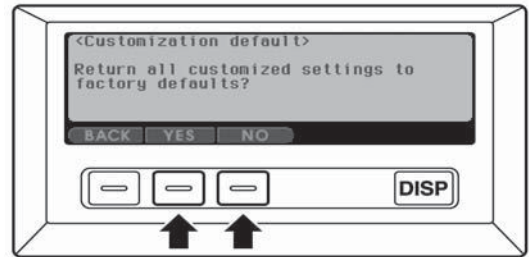 <Customization default>
Return all customized settings to
factory defaults?
BACK YES NO
DISP